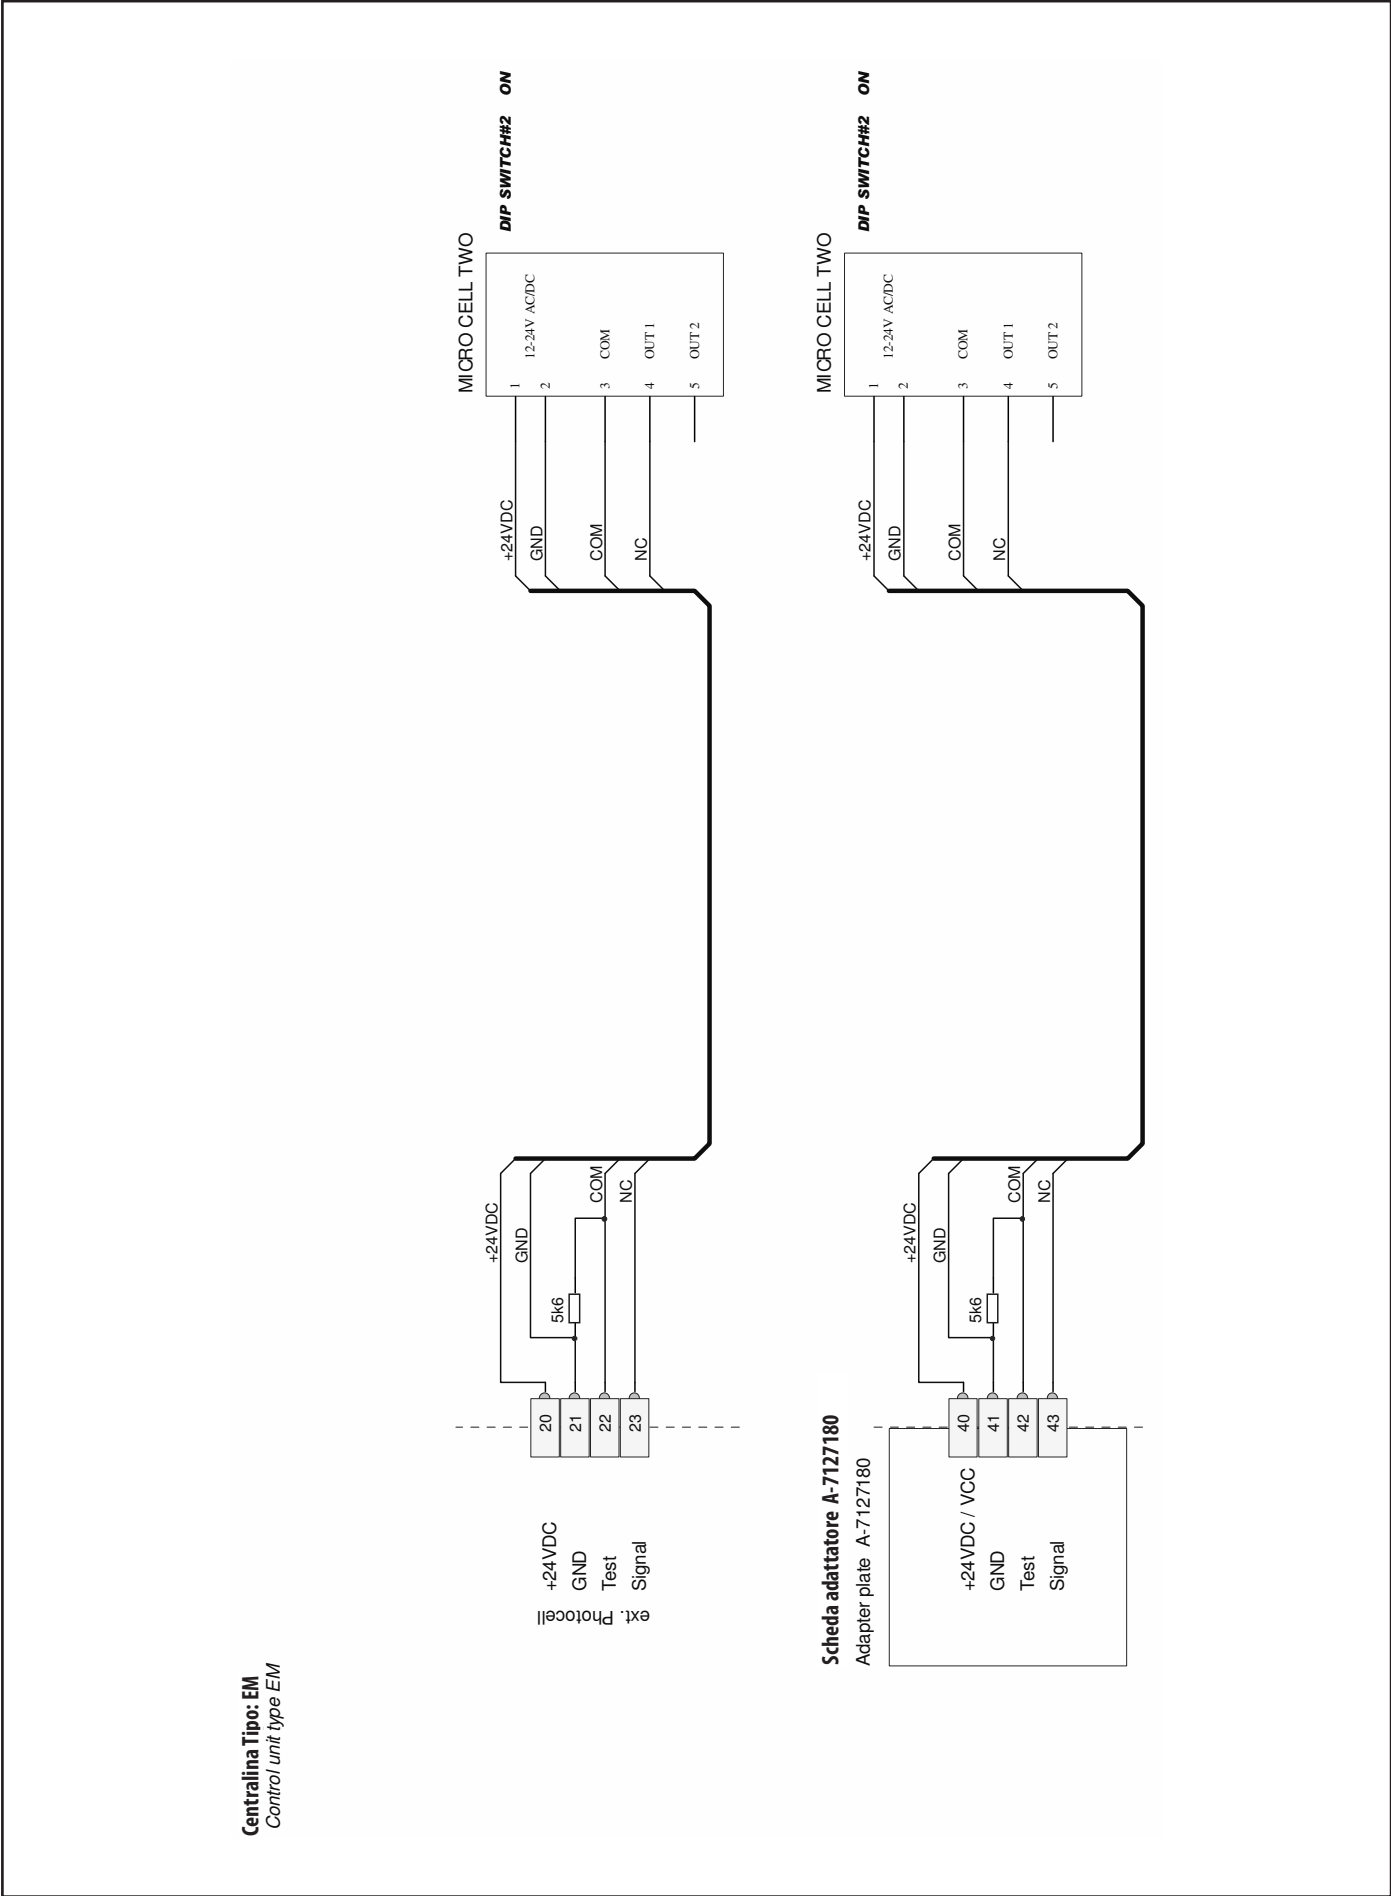 Centralina Tipo: EM
Control unit type EM
ext. Photocell
+24VDC
GND
Test
Signal
20
21
22
23
+24VDC
GND
5k6
COM
NC
+24VDC
GND
COM
NC
MICRO CELL TWO
1
2
3
4
5
12-24V AC/DC
COM
OUT 1
OUT 2
DIP SWITCH#2 ON
Scheda adattatore A-7127180
Adapter plate A-7127180
+24VDC / VCC
GND
Test
Signal
40
41
42
43
+24VDC
GND
5k6
COM
NC
+24VDC
GND
COM
NC
MICRO CELL TWO
1
2
3
4
5
12-24V AC/DC
COM
OUT 1
OUT 2
DIP SWITCH#2 ON